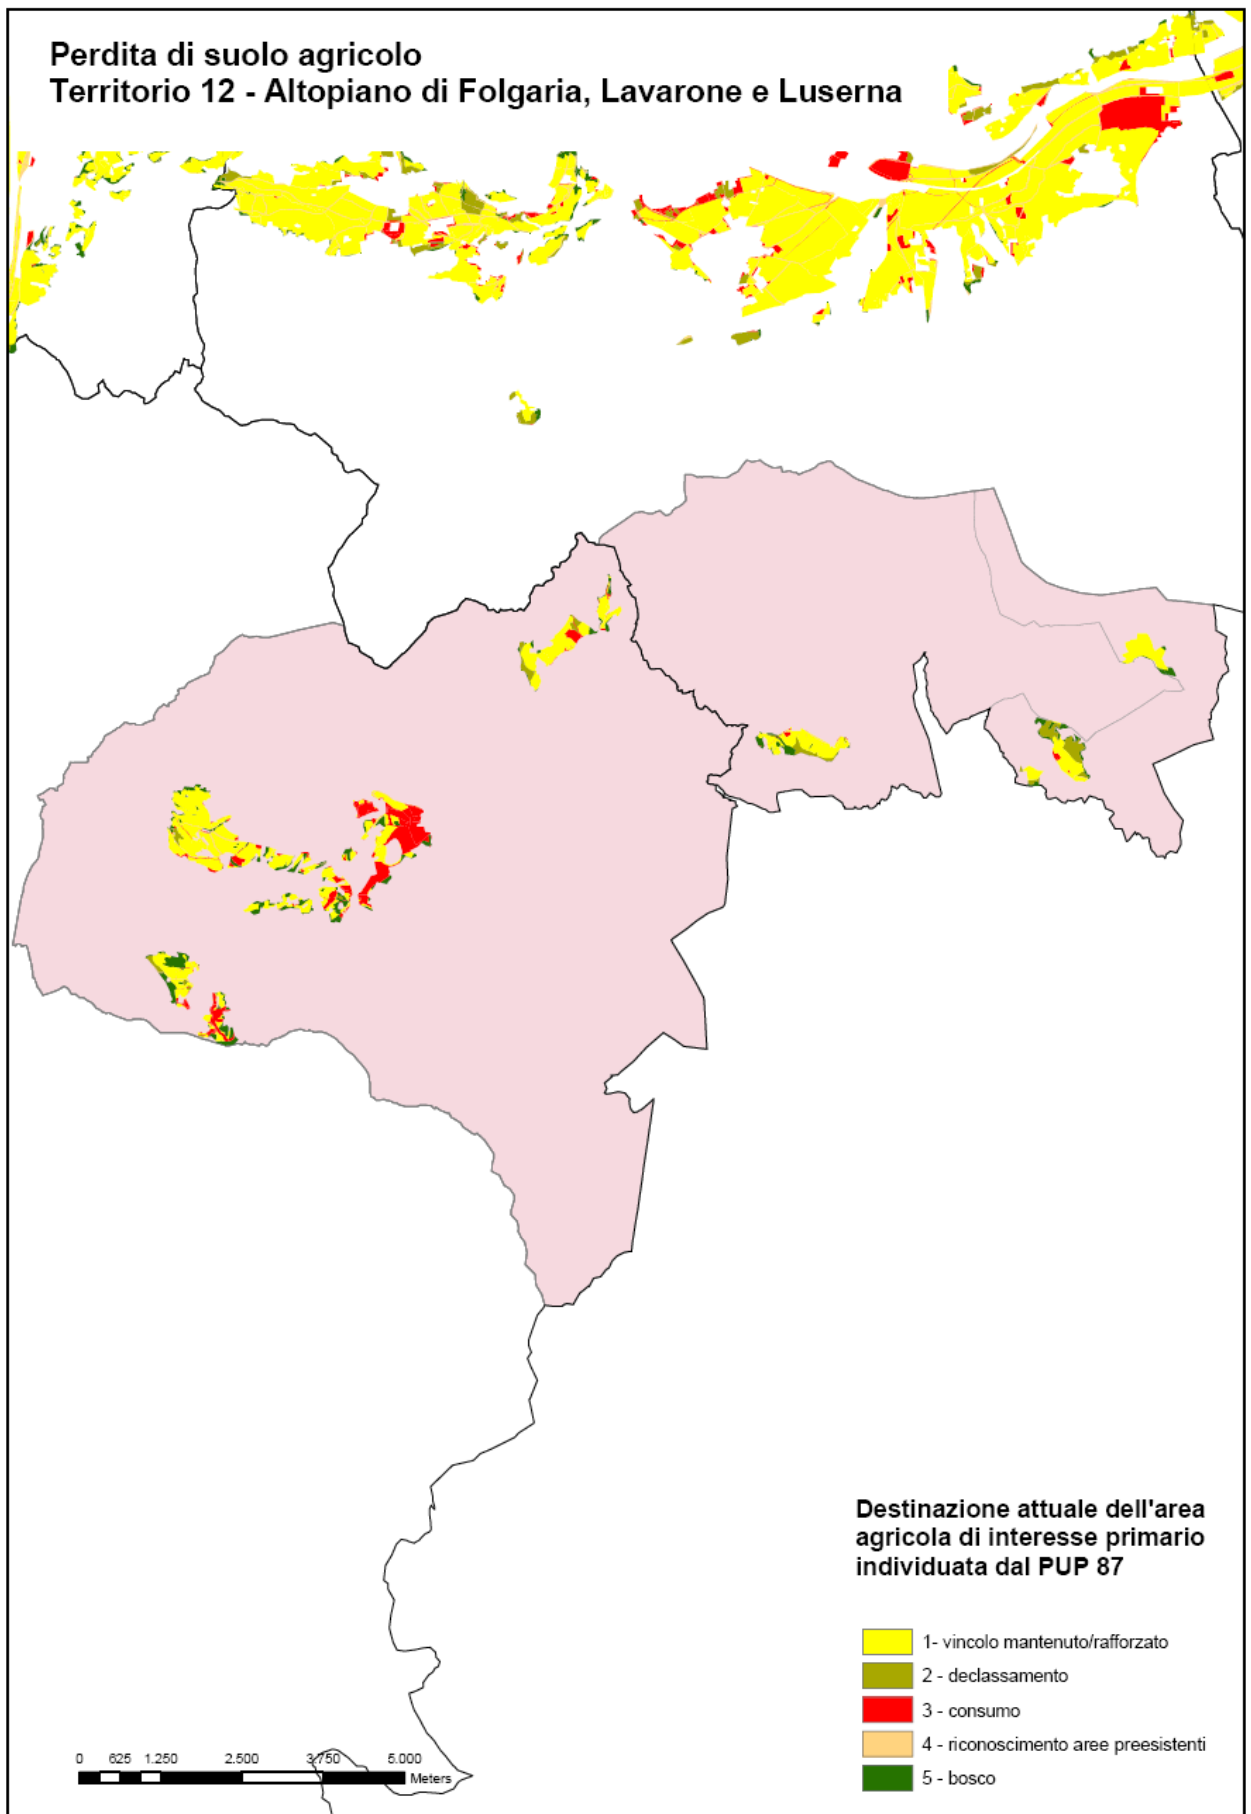 Perdita di suolo agricolo
Territorio 12 - Altopiano di Folgaria, Lavarone e Luserna
Destinazione attuale dell'area
agricola di interesse primario
individuata dal PUP 87
1- vincolo mantenuto/rafforzato
2 - declassamento
3 - consumo
4 - riconoscimento aree preesistenti
5 - bosco
0 625 1.250 2.500 3.750 5.000
Meters